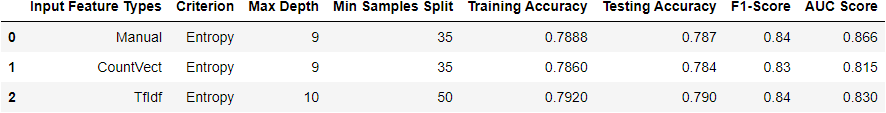 Input Feature Types Criterion Max Depth Min Samples Split Training Accuracy Testing Accuracy F1-Score AUC Score
0 Manual Entropy 9 35 0.7888 0.787 0.84 0.866
1 CountVect Entropy 9 35 0.7860 0.784 0.83 0.815
2 TfIdf Entropy 10 50 0.7920 0.790 0.84 0.830